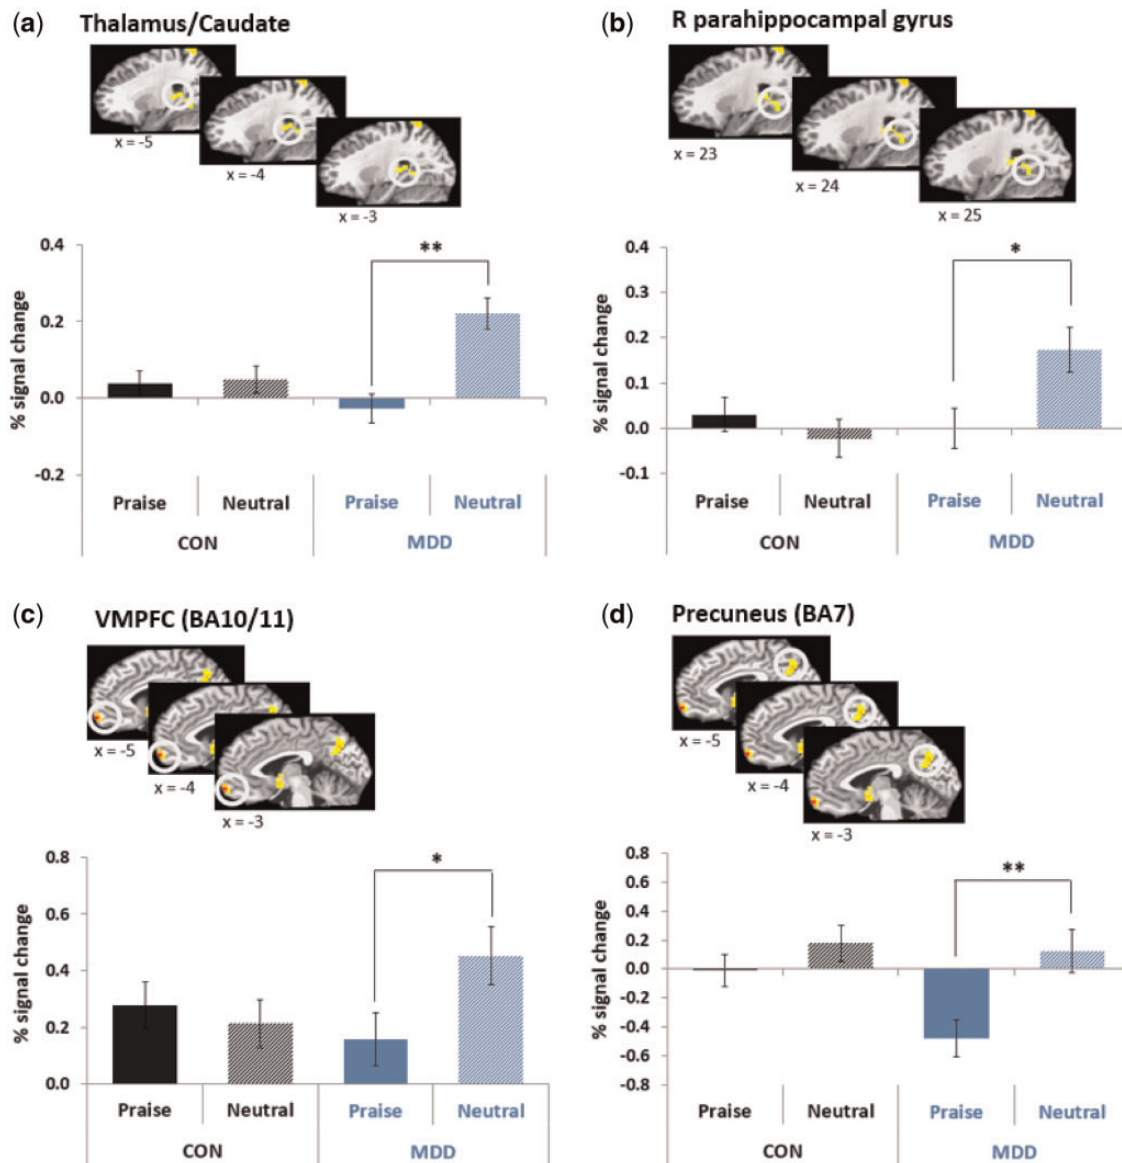 (a) Thalamus/Caudate
x = -5
x = -4
x = -3
% signal change
0.4
0.2
0.0
-0.2
**
Praise Neutral Praise Neutral
CON MDD
(b) R parahippocampal gyrus
x = 23
x = 24
x = 25
% signal change
0.4
0.3
0.2
0.1
0.0
-0.1
*
Praise Neutral Praise Neutral
CON MDD
(c) VMPFC (BA10/11)
x = -5
x = -4
x = -3
% signal change
0.8
0.6
0.4
0.2
0.0
*
Praise Neutral Praise Neutral
CON MDD
(d) Precuneus (BA7)
x = -5
x = -4
x = -3
% signal change
0.8
0.6
0.4
0.2
0.0
-0.2
-0.4
-0.6
-0.8
**
Praise Neutral Praise Neutral
CON MDD